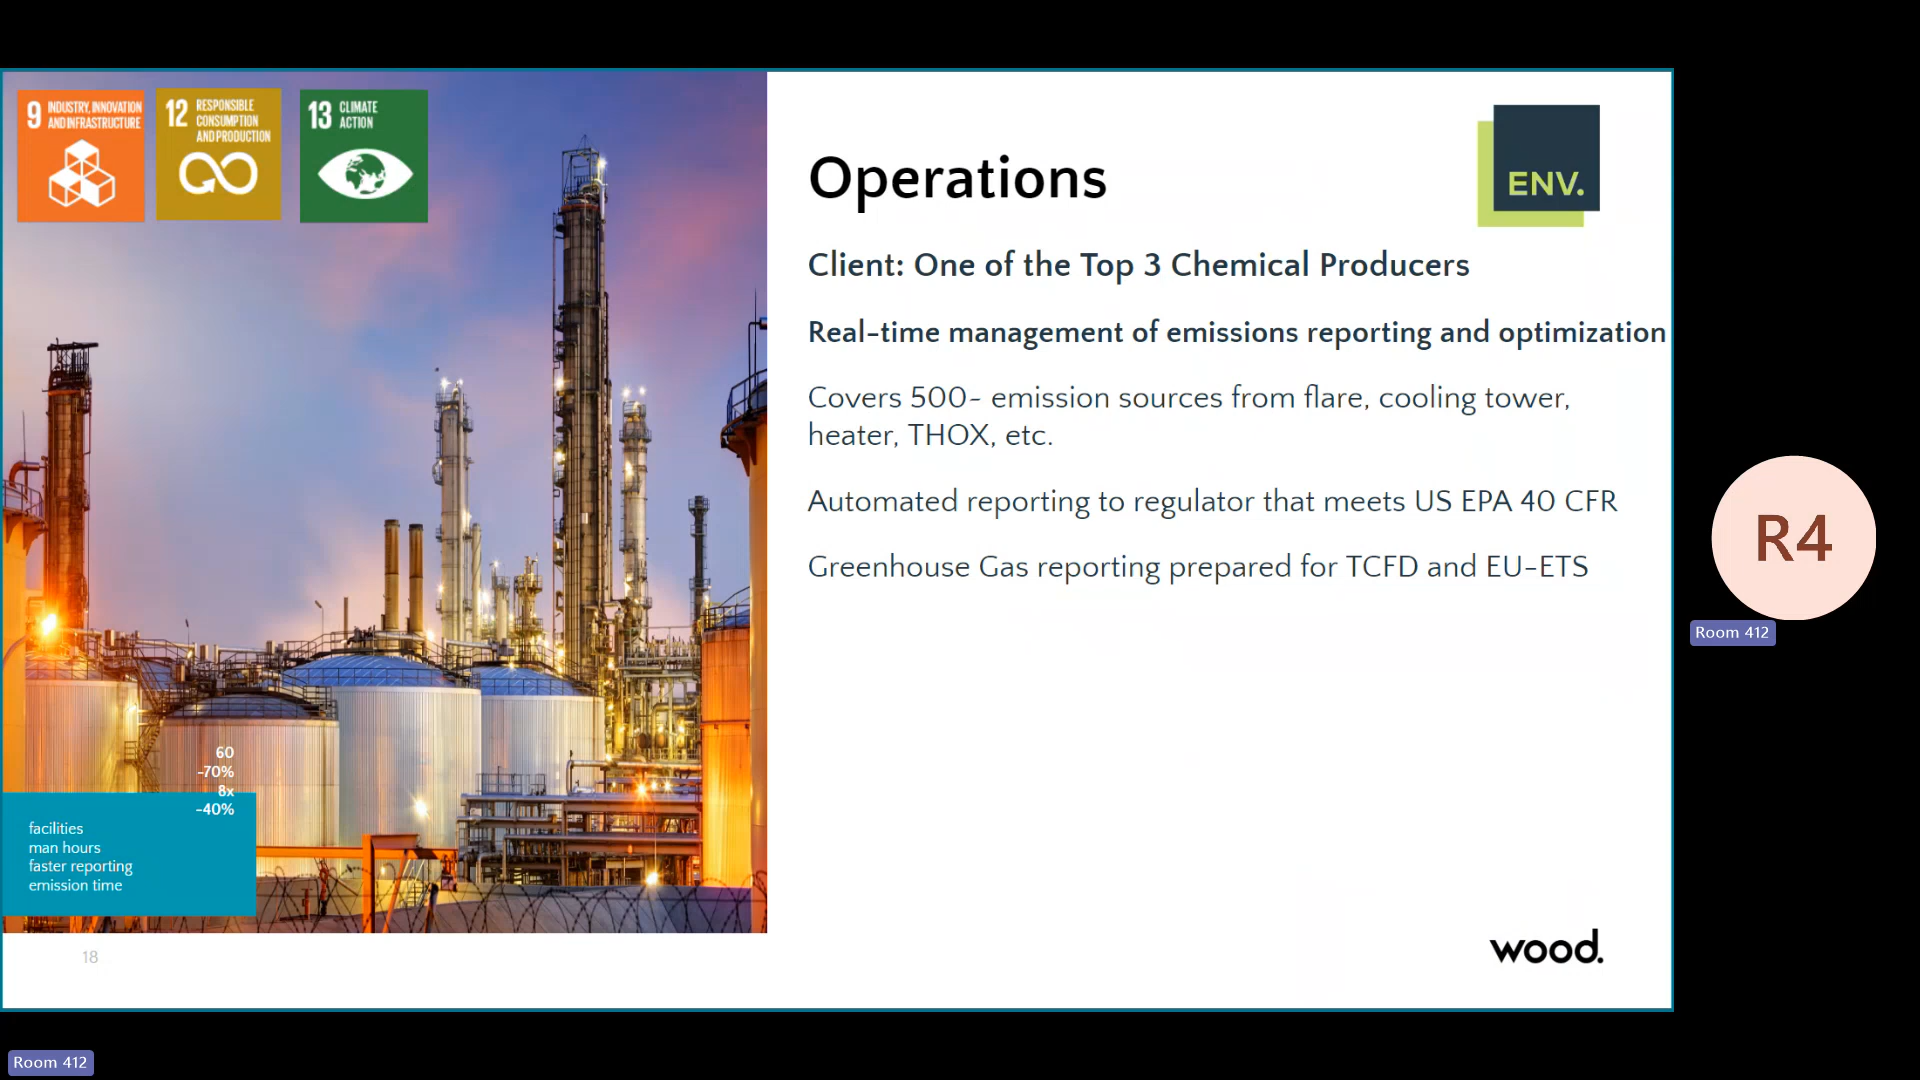 9 INDUSTRY, INNOVATION
AND INFRASTRUCTURE
12 RESPONSIBLE
CONSUMPTION
AND PRODUCTION
13 CLIMATE
ACTION
Operations
ENV.
Client: One of the Top 3 Chemical Producers
Real-time management of emissions reporting and optimization
Covers 500~ emission sources from flare, cooling tower,
heater, THOX, etc.
Automated reporting to regulator that meets US EPA 40 CFR
Greenhouse Gas reporting prepared for TCFD and EU-ETS
R4
Room 412
60
-70%
8x
-40%
facilities
man hours
faster reporting
emission time
18
wood.
Room 412